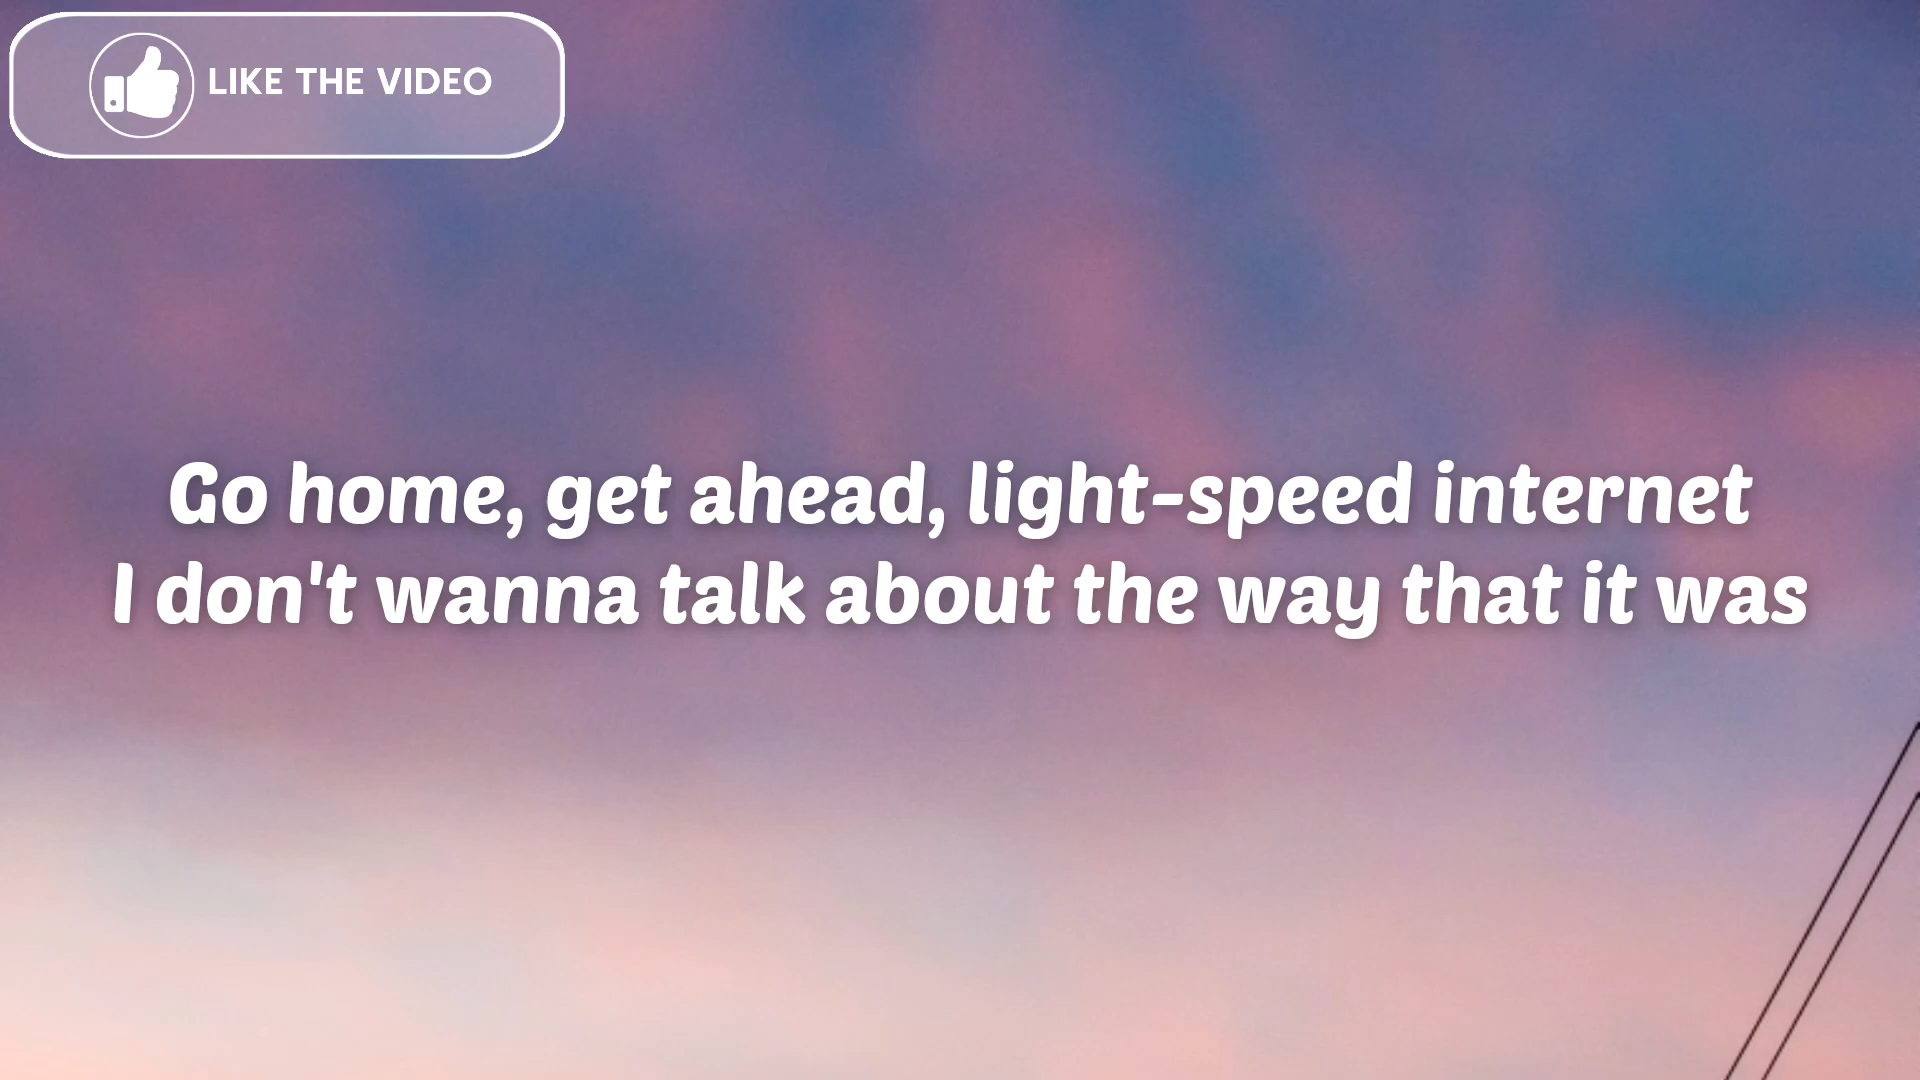 LIKE THE VIDEO
Go home, get ahead, light-speed internet
I don't wanna talk about the way that it was